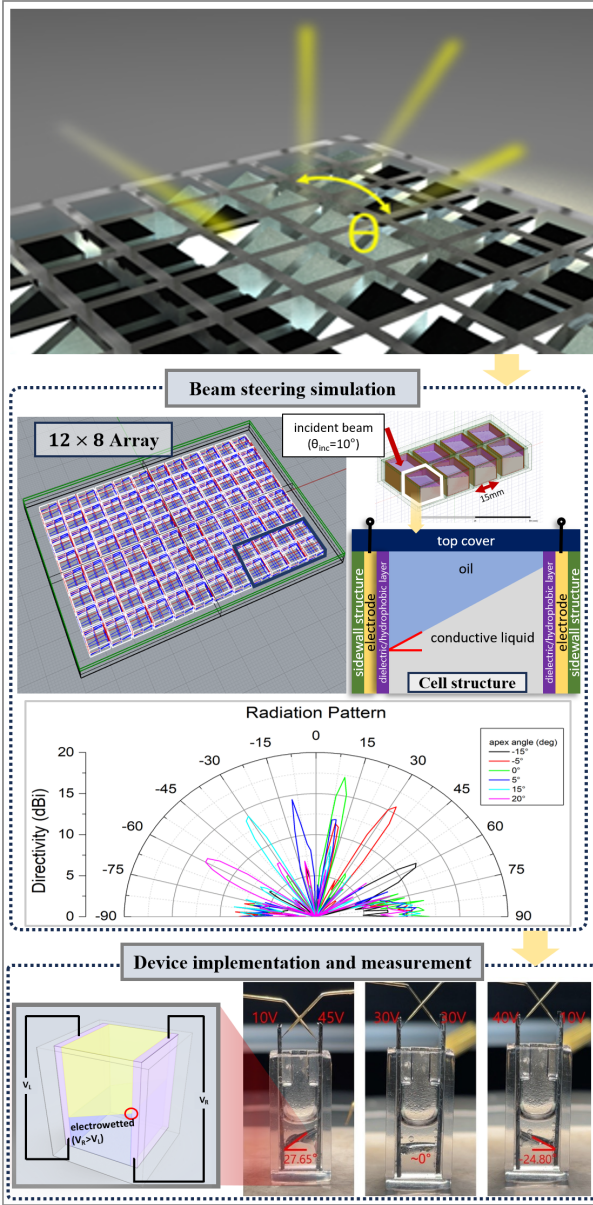 θ
Beam steering simulation
12 × 8 Array
incident beam
(θinc=10°)
15mm
top cover
oil
conductive liquid
sidewall structure
electrode
dielectric/hydrophobic layer
dielectric/hydrophobic layer
electrode
sidewall structure
Cell structure
Radiation Pattern
Directivity (dBi)
20
15
10
5
0
-90
-75
-60
-45
-30
-15
0
15
30
45
60
75
90
apex angle (deg)
-15°
-5°
0°
5°
15°
20°
Device implementation and measurement
VL
VR
electrowetted
(VR>VL)
10V 45V
27.65°
30V 30V
~0°
40V 10V
-24.80°